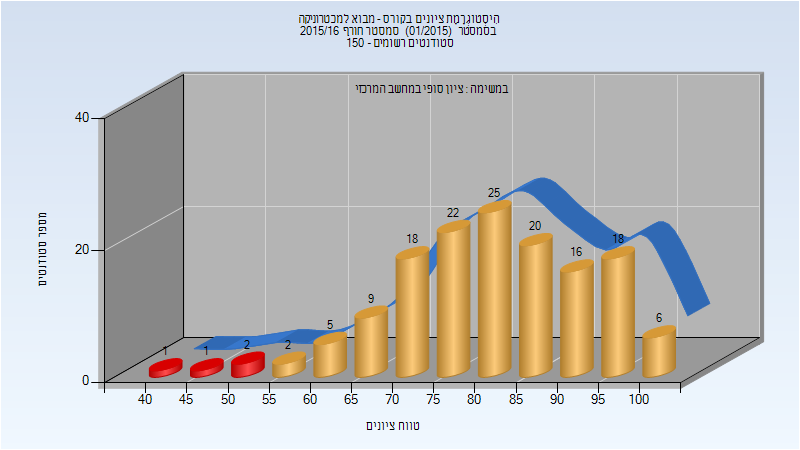 היסטוגרמת ציונים בקורס - מבוא למכטרוניקה
בסמסטר (01/2015) סמסטר חורף 2015/16
סטודנטים רשומים - 150
במשימה : ציון סופי במחשב המרכזי
מספר סטודנטים
40
20
0
1
1
2
2
5
9
18
22
25
20
16
18
6
40 45 50 55 60 65 70 75 80 85 90 95 100
טווח ציונים